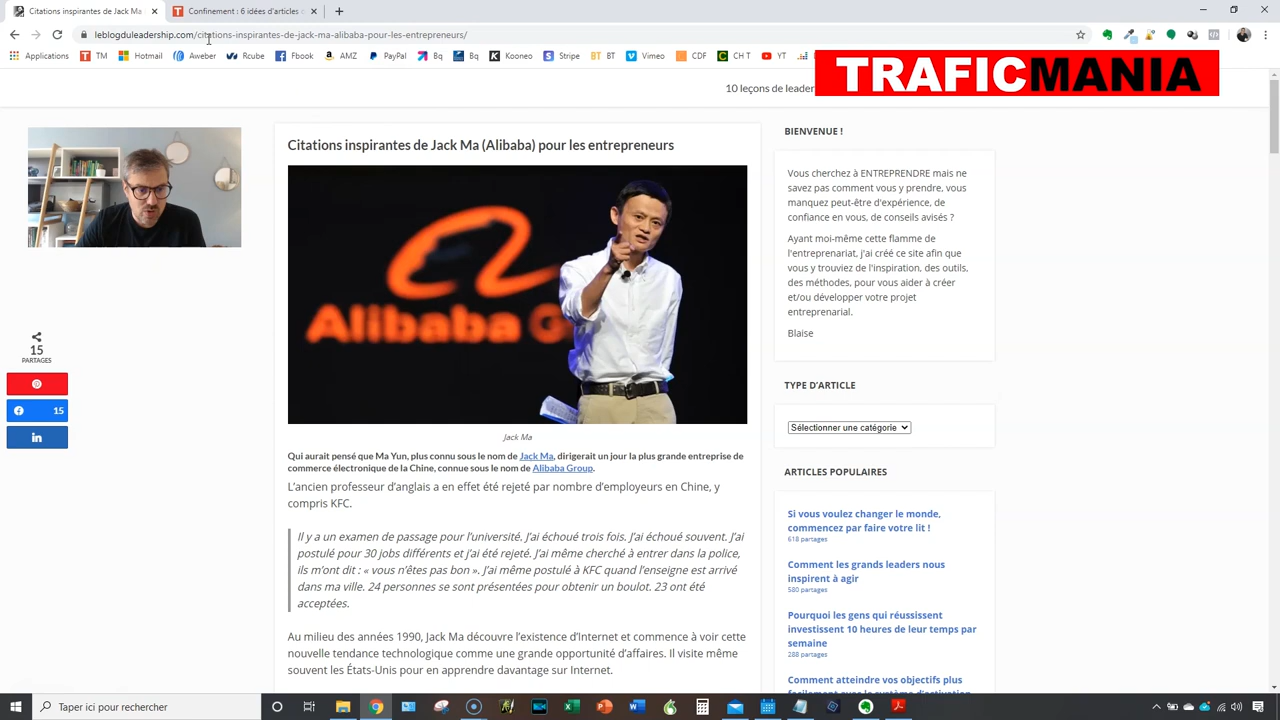 Citations inspirantes de Jack M
Confinement
leblogduleadership.com/citations-inspirantes-de-jack-ma-alibaba-pour-les-entrepreneurs/
Applications TM Hotmail Aweber Rcube Fbook AMZ PayPal Bq Bq Kooneo Stripe BT Vimeo CDF CH T YT
TRAFICMANIA
10 leçons de leader
Citations inspirantes de Jack Ma (Alibaba) pour les entrepreneurs
Alibaba G
Jack Ma
Qui aurait pensé que Ma Yun, plus connu sous le nom de Jack Ma, dirigerait un jour la plus grande entreprise de
commerce électronique de la Chine, connue sous le nom de Alibaba Group.
L'ancien professeur d'anglais a en effet été rejeté par nombre d'employeurs en Chine, y
compris KFC.
Il y a un examen de passage pour l'université. J'ai échoué trois fois. J'ai échoué souvent. J'ai
postulé pour 30 jobs différents et j'ai été rejeté. J'ai même cherché à entrer dans la police,
ils m'ont dit : « vous n'êtes pas bon ». J'ai même postulé à KFC quand l'enseigne est arrivé
dans ma ville. 24 personnes se sont présentées pour obtenir un boulot. 23 ont été
acceptées.
Au milieu des années 1990, Jack Ma découvre l'existence d'Internet et commence à voir cette
nouvelle tendance technologique comme une grande opportunité d'affaires. Il visite même
souvent les États-Unis pour en apprendre davantage sur Internet.
15
PARTAGES
15
BIENVENUE !
Vous cherchez à ENTREPRENDRE mais ne
savez pas comment vous y prendre, vous
manquez peut-être d'expérience, de
confiance en vous, de conseils avisés ?
Ayant moi-même cette flamme de
l'entreprenariat, j'ai créé ce site afin que
vous y trouviez de l'inspiration, des outils,
des méthodes, pour vous aider à créer
et/ou développer votre projet
entreprenarial.
Blaise
TYPE D'ARTICLE
Sélectionner une catégorie
ARTICLES POPULAIRES
Si vous voulez changer le monde,
commencez par faire votre lit !
618 partages
Comment les grands leaders nous
inspirent à agir
580 partages
Pourquoi les gens qui réussissent
investissent 10 heures de leur temps par
semaine
288 partages
Comment atteindre vos objectifs plus
Taper ici pour rechercher